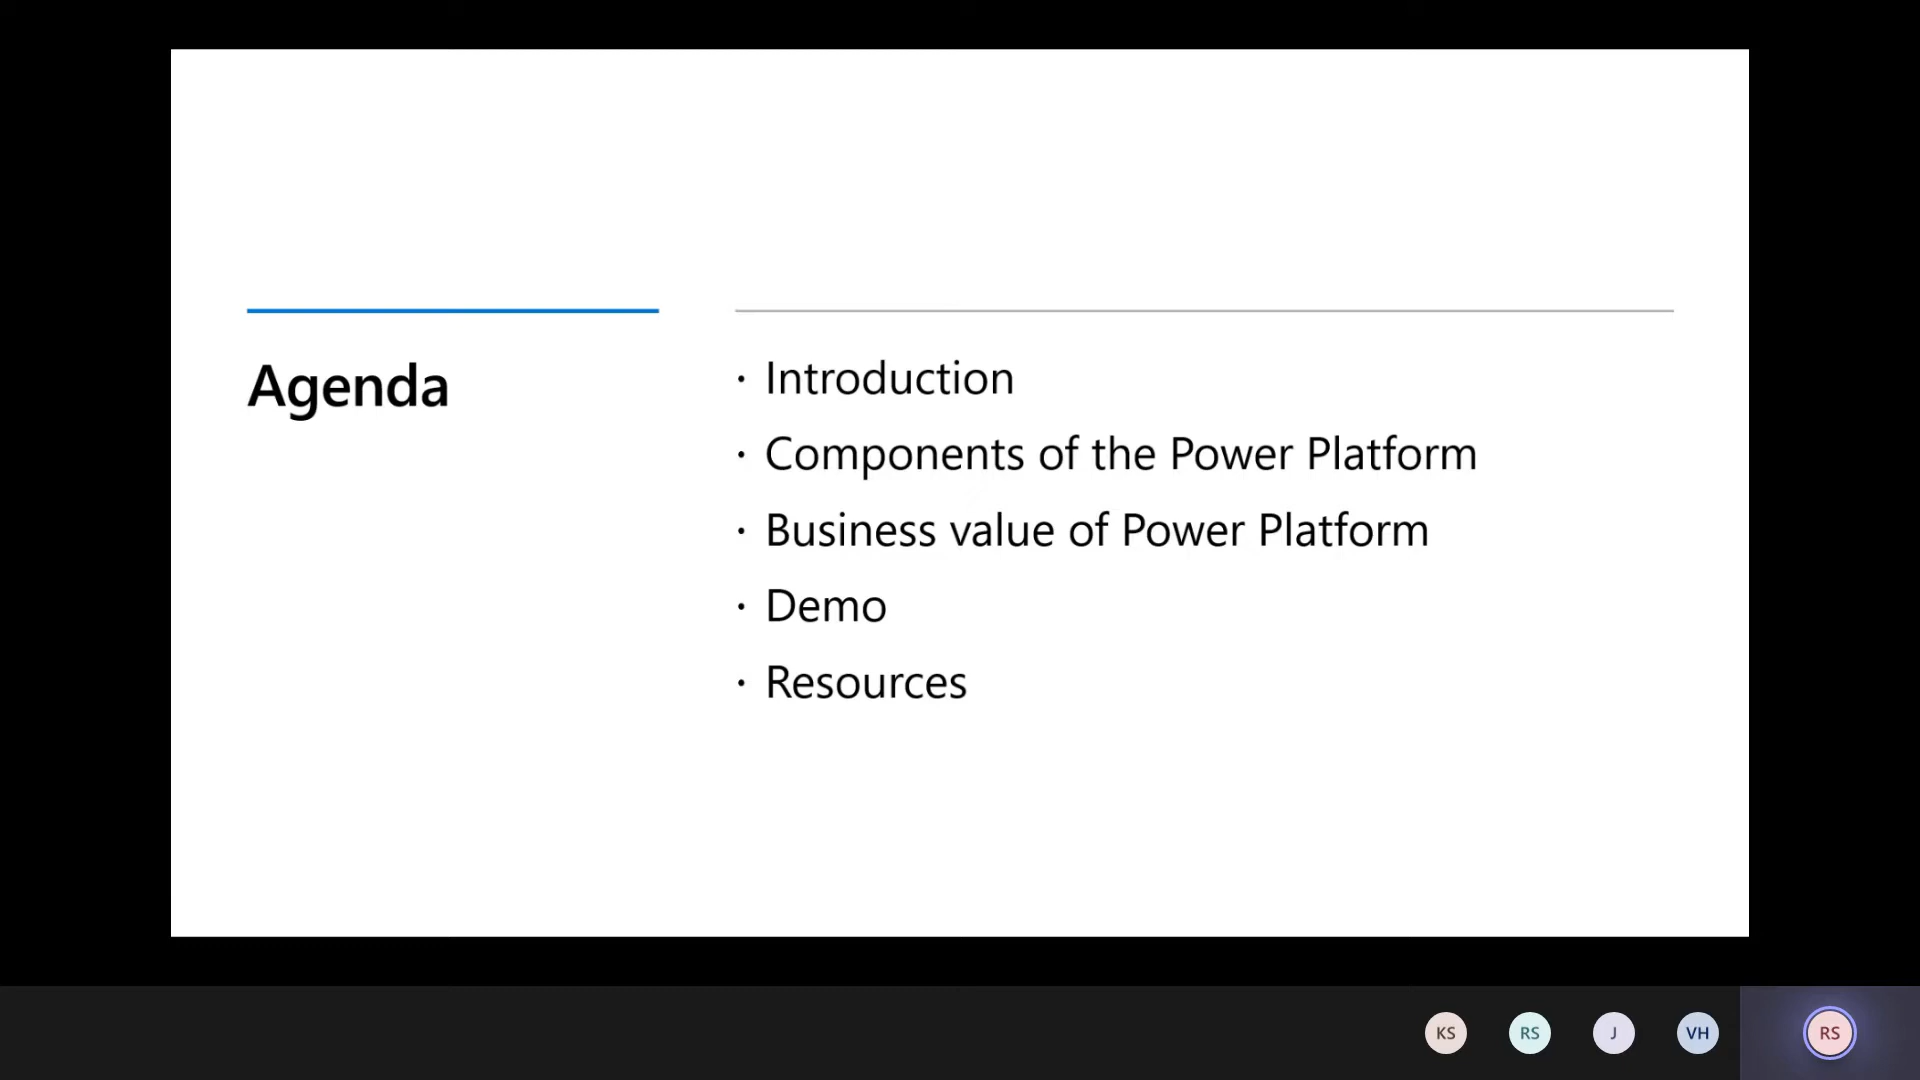 Agenda
· Introduction
· Components of the Power Platform
· Business value of Power Platform
· Demo
· Resources
KS
RS
J
VH
RS